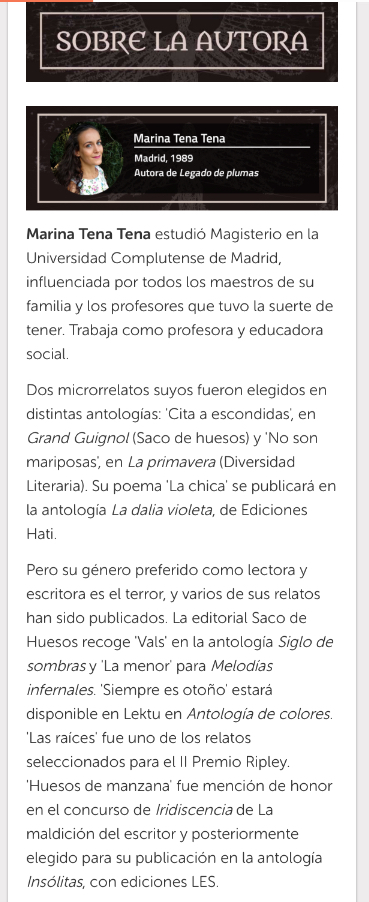 SOBRE LA AUTORA
Marina Tena Tena
Madrid, 1989
Autora de Legado de plumas
Marina Tena Tena estudió Magisterio en la
Universidad Complutense de Madrid,
influenciada por todos los maestros de su
familia y los profesores que tuvo la suerte de
tener. Trabaja como profesora y educadora
social.
Dos microrrelatos suyos fueron elegidos en
distintas antologías: 'Cita a escondidas', en
Grand Guignol (Saco de huesos) y 'No son
mariposas', en La primavera (Diversidad
Literaria). Su poema 'La chica' se publicará en
la antología La dalia violeta, de Ediciones
Hati.
Pero su género preferido como lectora y
escritora es el terror, y varios de sus relatos
han sido publicados. La editorial Saco de
Huesos recoge 'Vals' en la antología Siglo de
sombras y 'La menor' para Melodías
infernales. 'Siempre es otoño' estará
disponible en Lektu en Antología de colores.
'Las raíces' fue uno de los relatos
seleccionados para el II Premio Ripley.
'Huesos de manzana' fue mención de honor
en el concurso de Iridiscencia de La
maldición del escritor y posteriormente
elegido para su publicación en la antología
Insólitas, con ediciones LES.